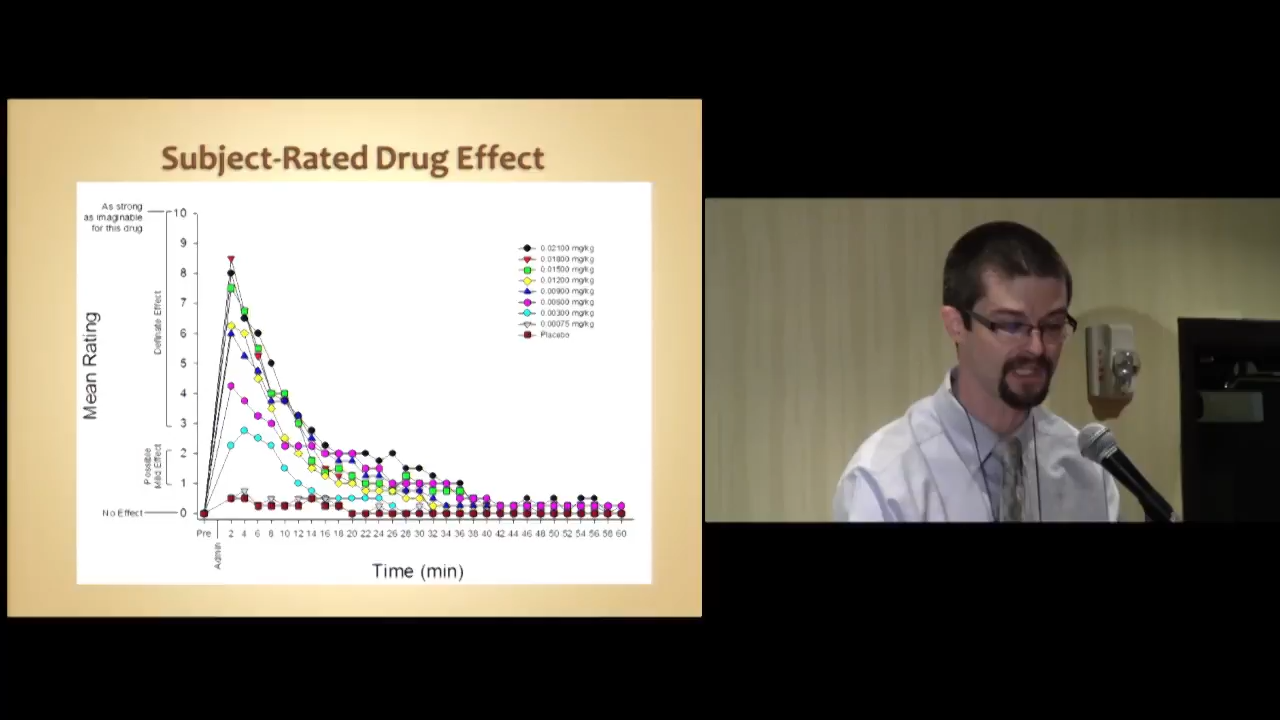 Subject-Rated Drug Effect
As strong
as imaginable
for this drug
Definate Effect
Possible
Mild Effect
No Effect
Mean Rating
10
9
8
7
6
5
4
3
2
1
0
0.02100 mg/kg
0.01800 mg/kg
0.01500 mg/kg
0.01200 mg/kg
0.00900 mg/kg
0.00600 mg/kg
0.00300 mg/kg
0.00075 mg/kg
Placebo
Pre 2 4 6 8 10 12 14 16 18 20 22 24 26 28 30 32 34 36 38 40 42 44 46 48 50 52 54 56 58 60
Admin
Time (min)